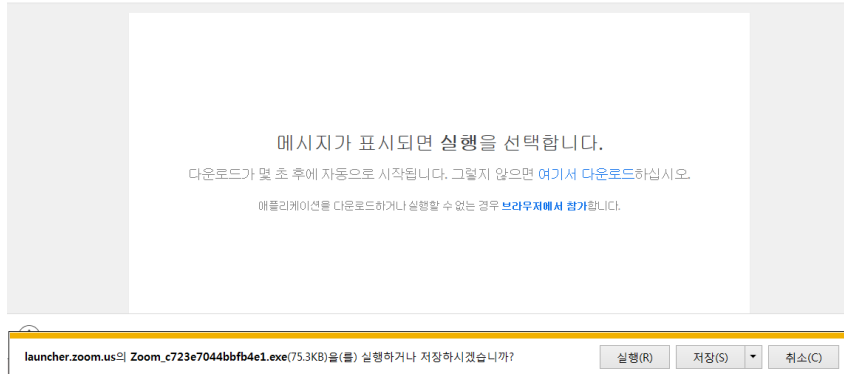 메시지가 표시되면 실행을 선택합니다.
다운로드가 몇 초 후에 자동으로 시작됩니다. 그렇지 않으면 여기서 다운로드하십시오.
애플리케이션을 다운로드하거나 실행할 수 없는 경우 브라우저에서 참가합니다.
launcher.zoom.us의 Zoom_c723e7044bbfb4e1.exe(75.3KB)을(를) 실행하거나 저장하시겠습니까? 실행(R) 저장(S) 취소(C)